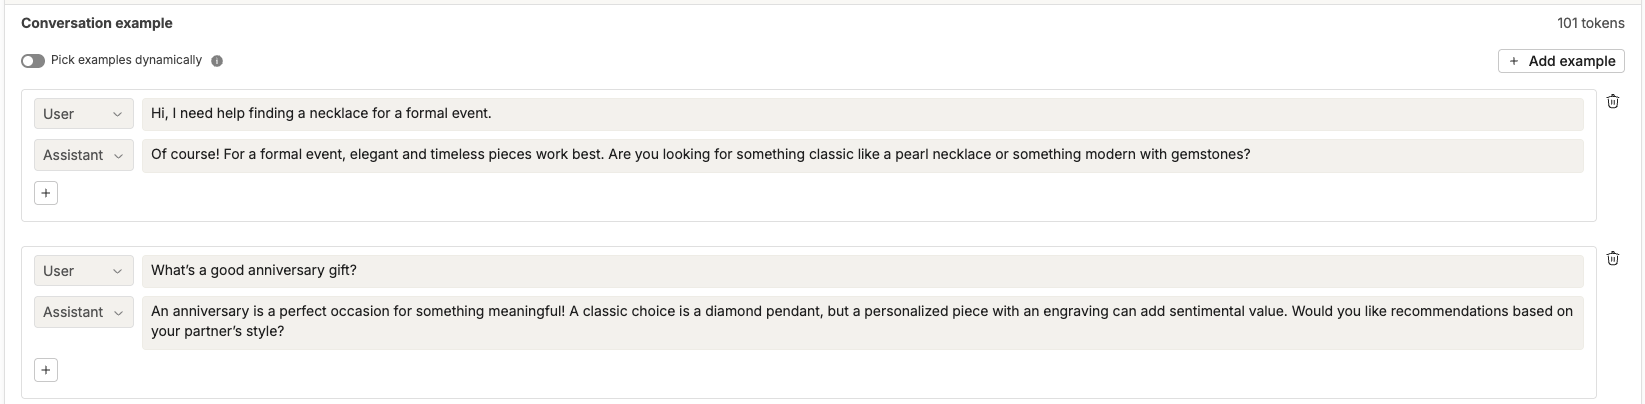 Conversation example
101 tokens
Pick examples dynamically
+ Add example
User
Hi, I need help finding a necklace for a formal event.
Assistant
Of course! For a formal event, elegant and timeless pieces work best. Are you looking for something classic like a pearl necklace or something modern with gemstones?
+
User
What’s a good anniversary gift?
Assistant
An anniversary is a perfect occasion for something meaningful! A classic choice is a diamond pendant, but a personalized piece with an engraving can add sentimental value. Would you like recommendations based on
your partner’s style?
+